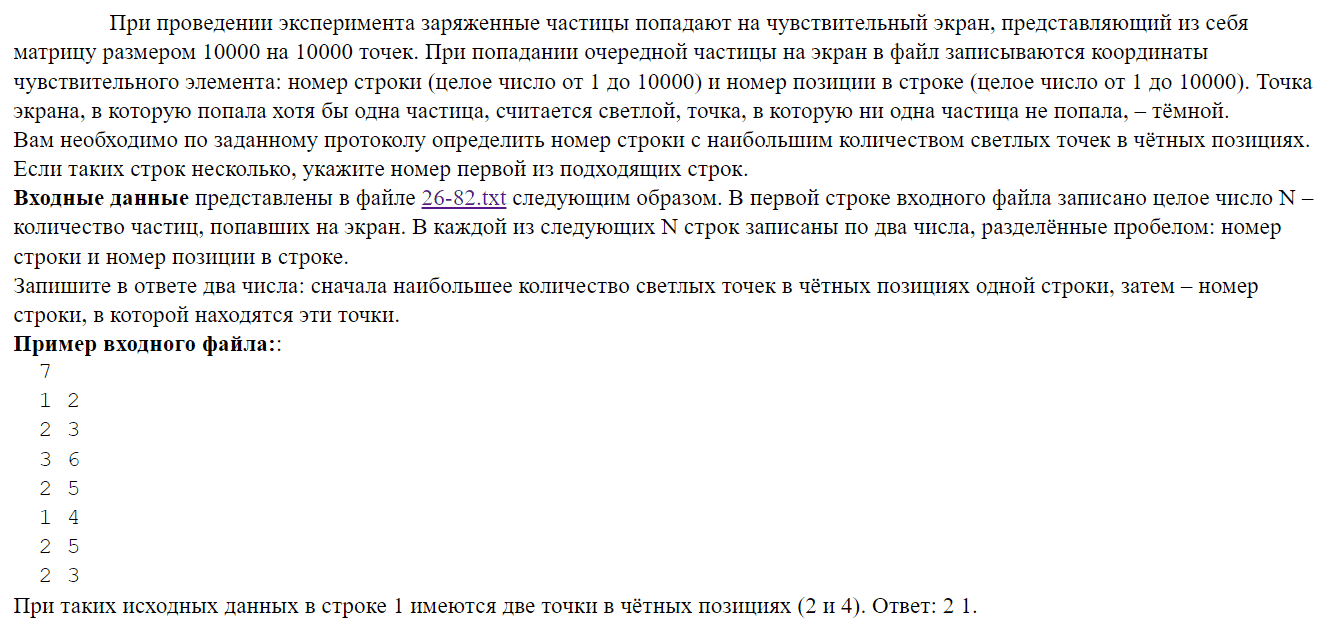 При проведении эксперимента заряженные частицы попадают на чувствительный экран, представляющий из себя
матрицу размером 10000 на 10000 точек. При попадании очередной частицы на экран в файл записываются координаты
чувствительного элемента: номер строки (целое число от 1 до 10000) и номер позиции в строке (целое число от 1 до 10000). Точка
экрана, в которую попала хотя бы одна частица, считается светлой, точка, в которую ни одна частица не попала, – тёмной.
Вам необходимо по заданному протоколу определить номер строки с наибольшим количеством светлых точек в чётных позициях.
Если таких строк несколько, укажите номер первой из подходящих строк.
Входные данные представлены в файле 26-82.txt следующим образом. В первой строке входного файла записано целое число N –
количество частиц, попавших на экран. В каждой из следующих N строк записаны по два числа, разделённые пробелом: номер
строки и номер позиции в строке.
Запишите в ответе два числа: сначала наибольшее количество светлых точек в чётных позициях одной строки, затем – номер
строки, в которой находятся эти точки.
Пример входного файла::
7
1 2
2 3
3 6
2 5
1 4
2 5
2 3
При таких исходных данных в строке 1 имеются две точки в чётных позициях (2 и 4). Ответ: 2 1.